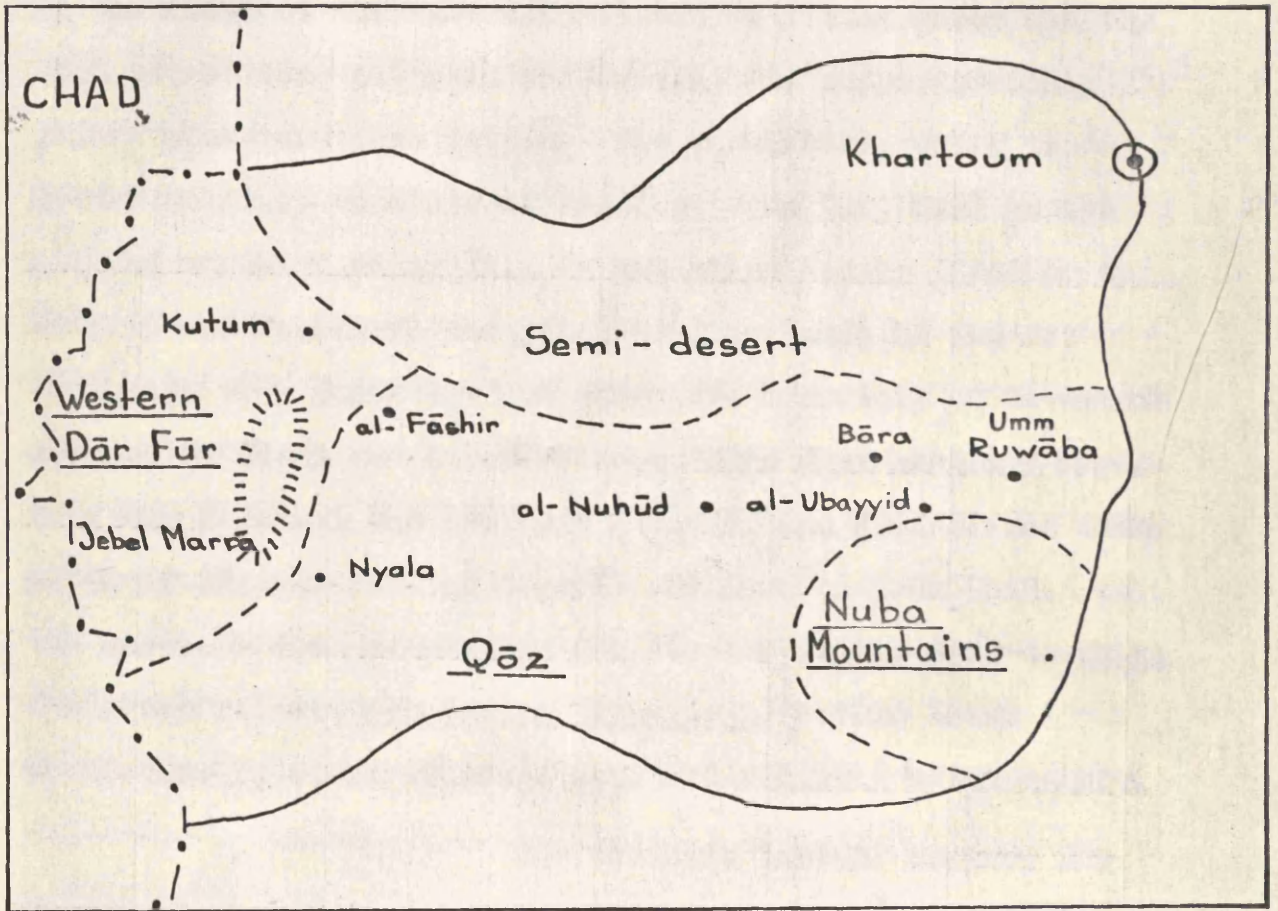 CHAD
Khartoum
Kutum
Semi-desert
Western
Dār Fūr
al-Fāshir
Bāra
Umm
Ruwāba
al-Nuhūd
al-Ubayyid
Jebel Marra
Nyala
Nuba
Mountains
Qōz